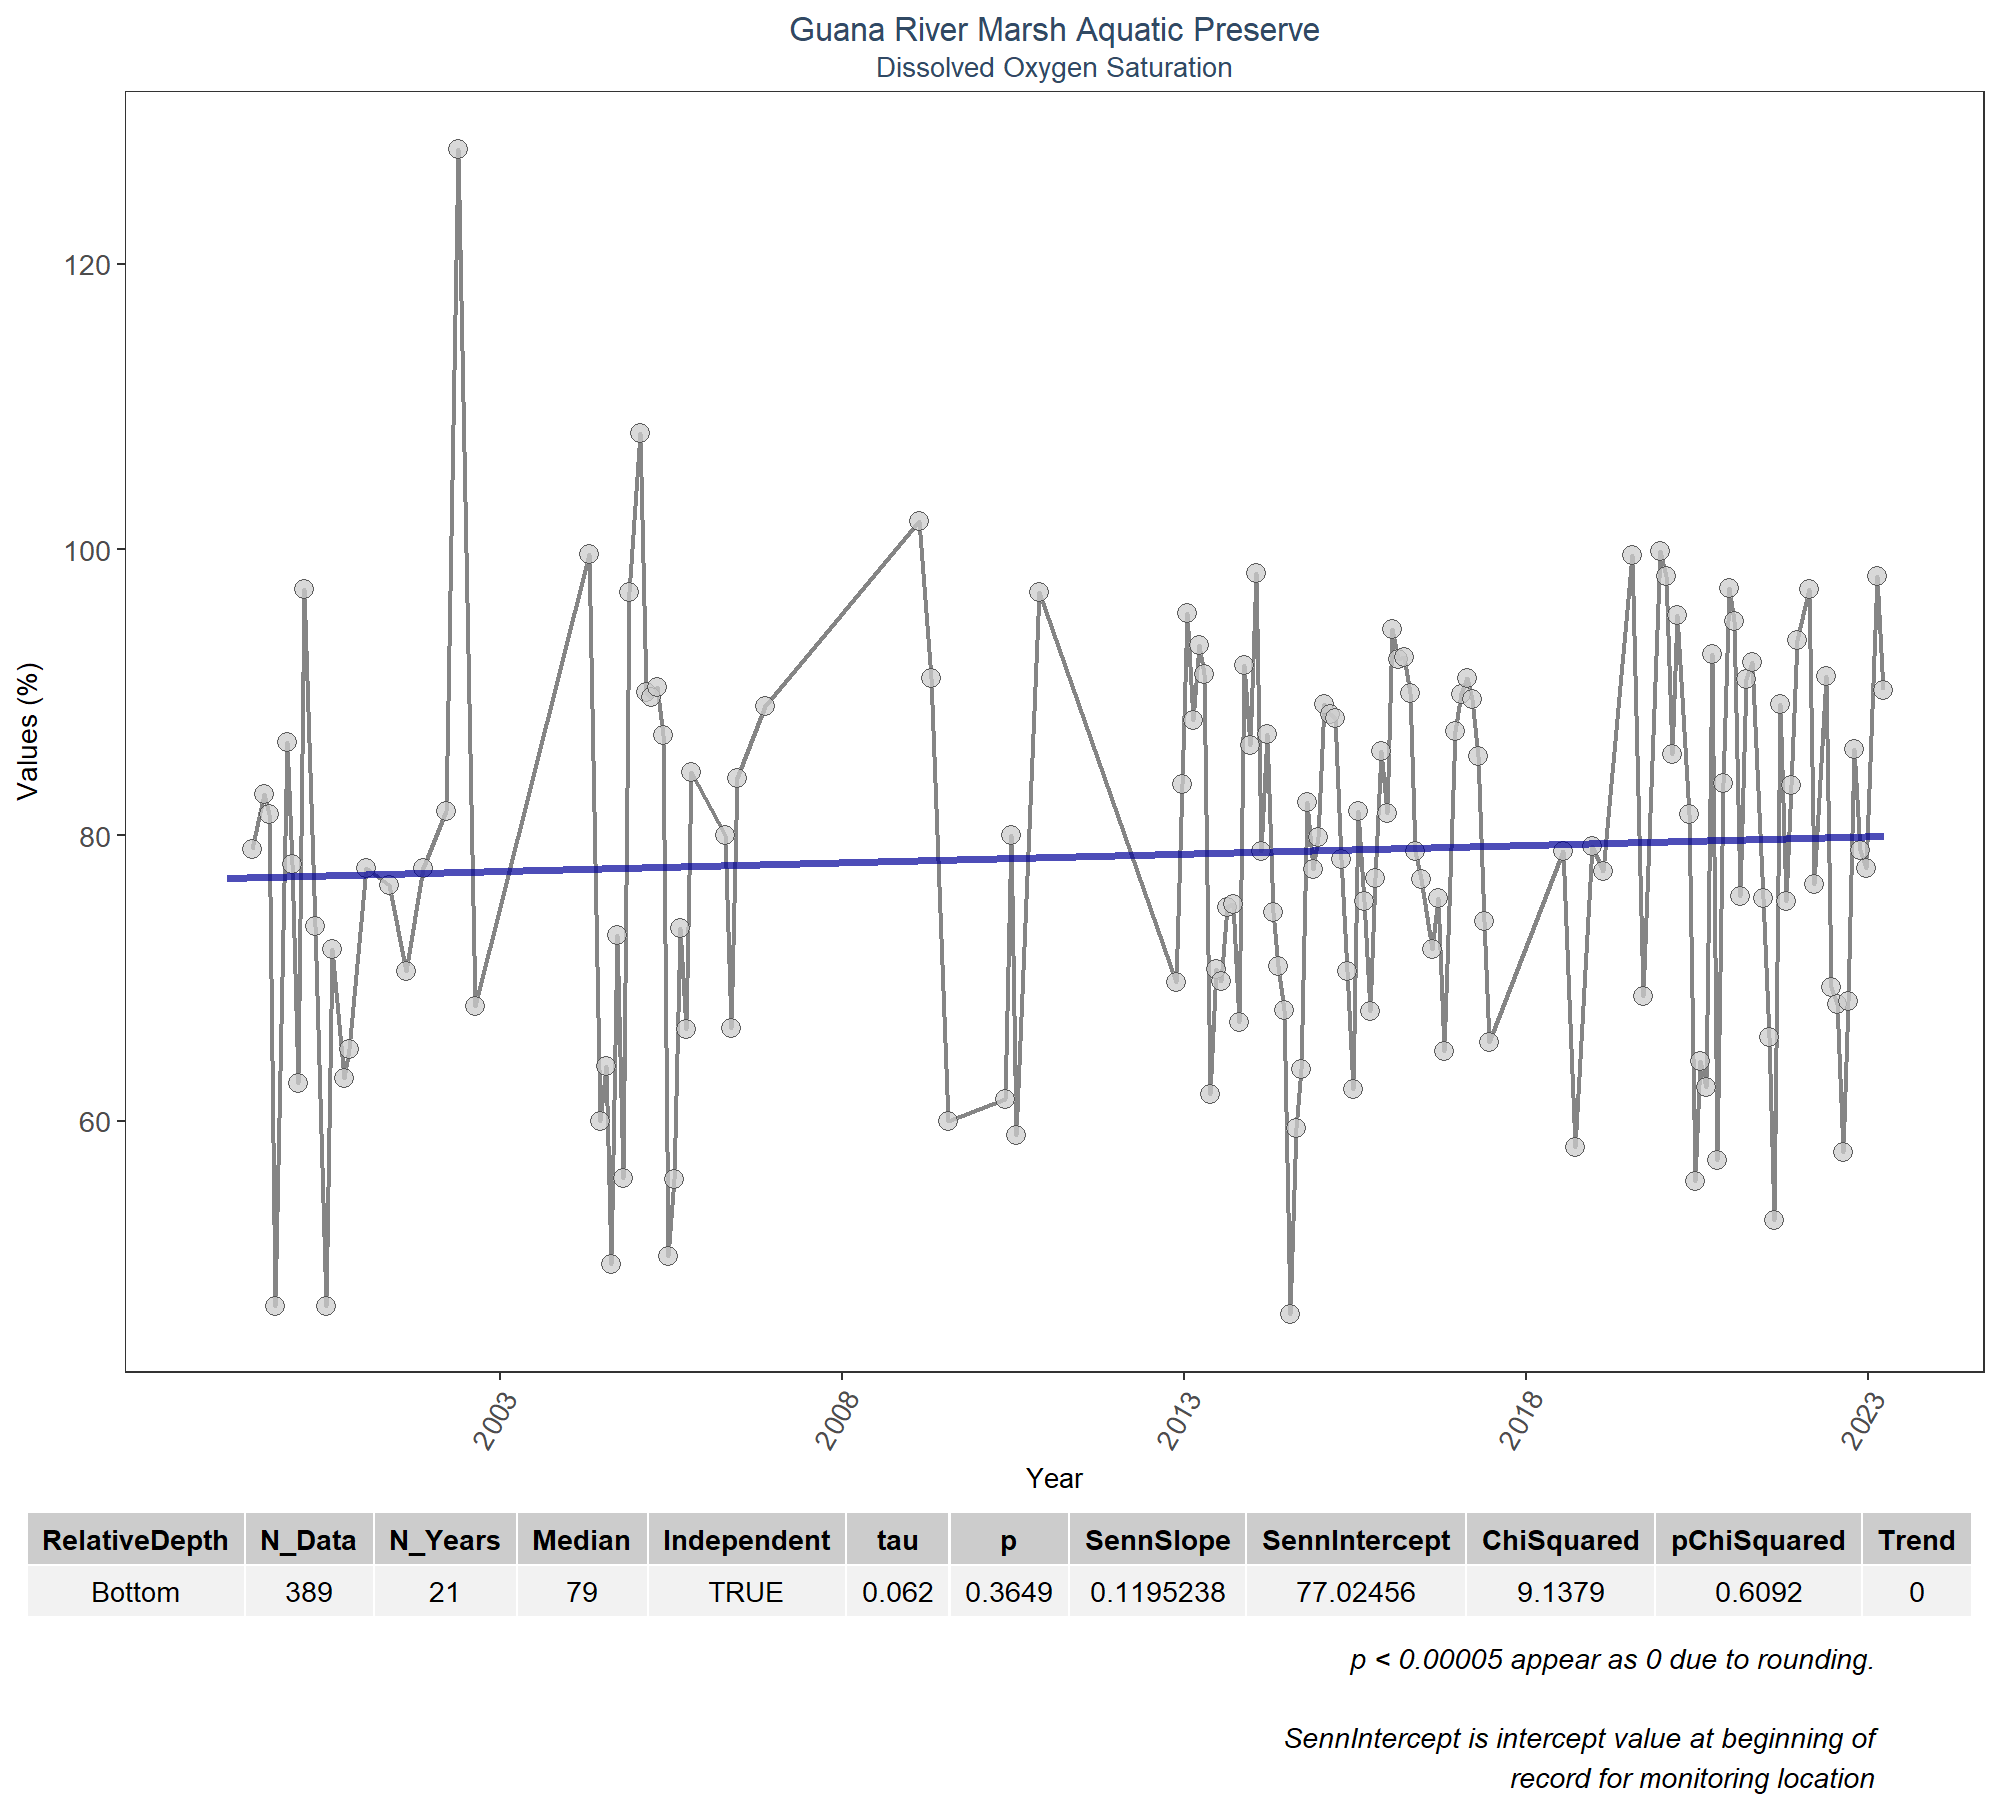 Guana River Marsh Aquatic Preserve
Dissolved Oxygen Saturation
Values (%)
120
100
80
60
2003 2008 2013 2018 2023
Year
RelativeDepth N_Data N_Years Median Independent tau p SennSlope SennIntercept ChiSquared pChiSquared Trend
Bottom 389 21 79 TRUE 0.062 0.3649 0.1195238 77.02456 9.1379 0.6092 0
p < 0.00005 appear as 0 due to rounding.
SennIntercept is intercept value at beginning of
record for monitoring location